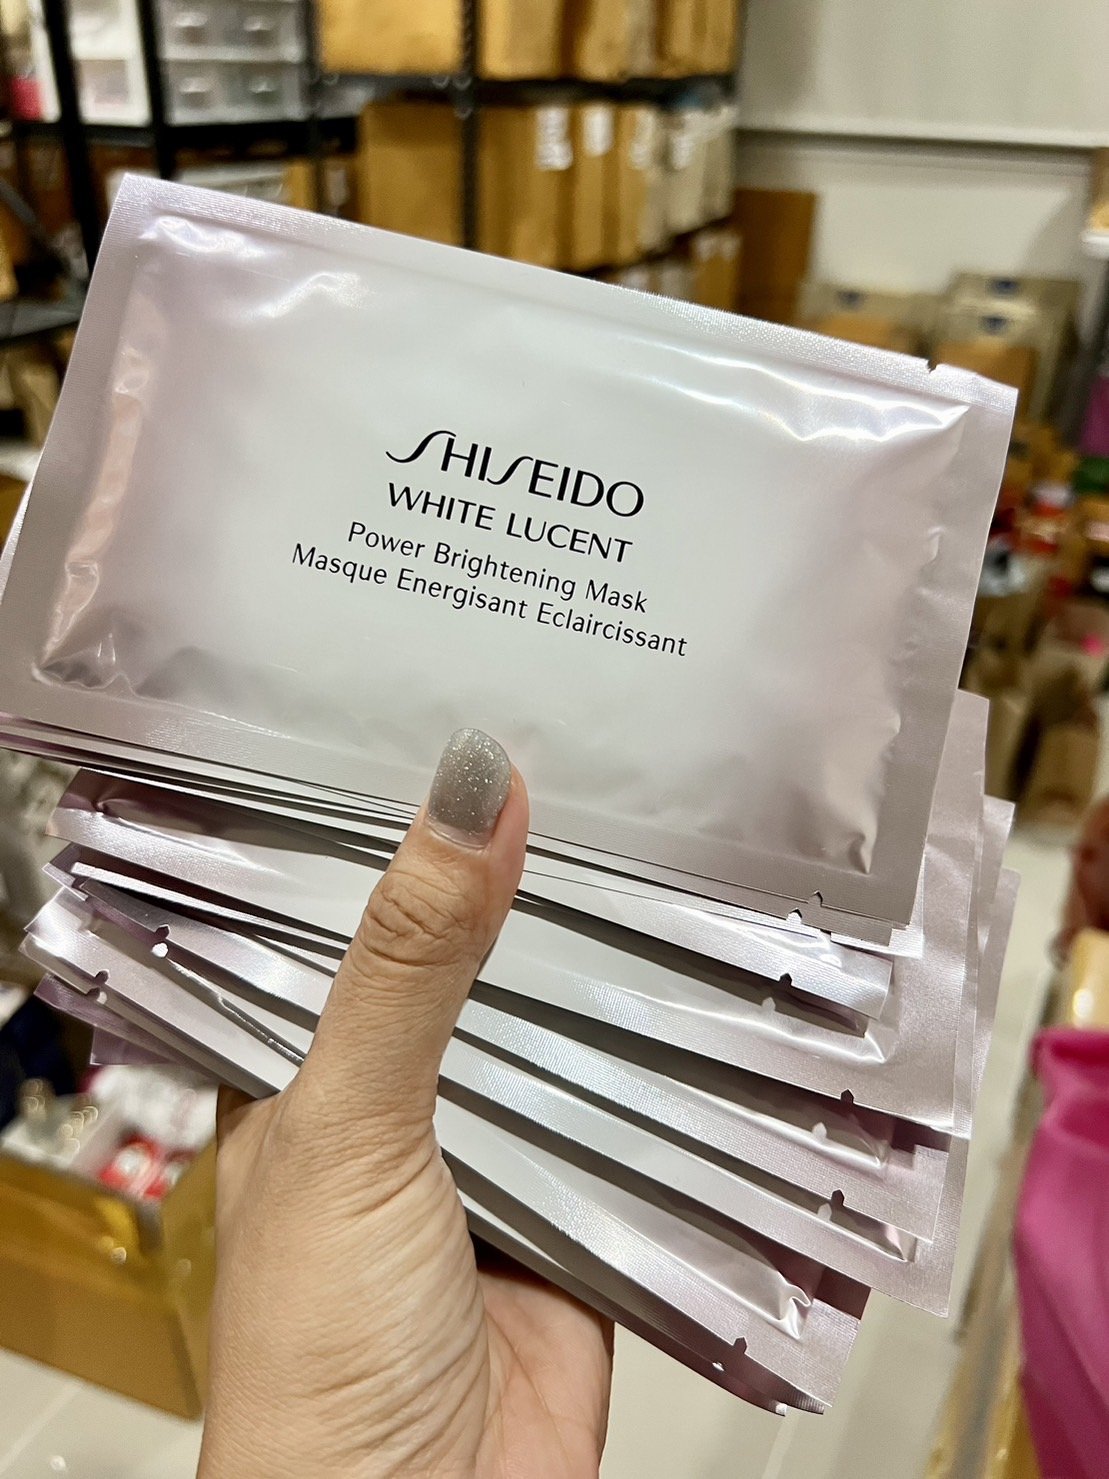 SHISEIDO
WHITE LUCENT
Power Brightening Mask
Masque Energisant Eclaircissant